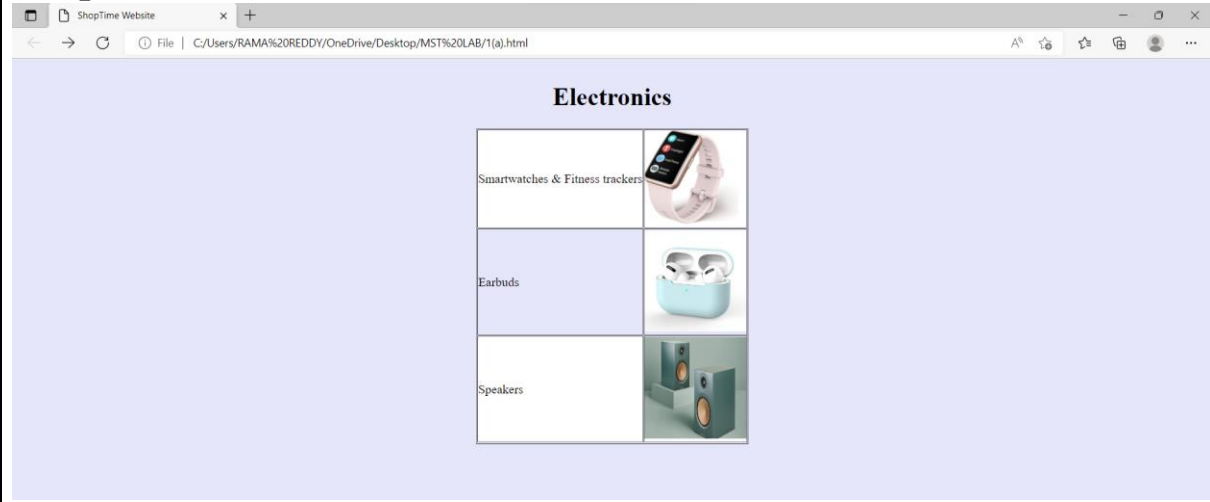 ShopTime Website
File | C:/Users/RAMA%20REDDY/OneDrive/Desktop/MST%20LAB/1(a).html
Electronics
Smartwatches & Fitness trackers
Earbuds
Speakers